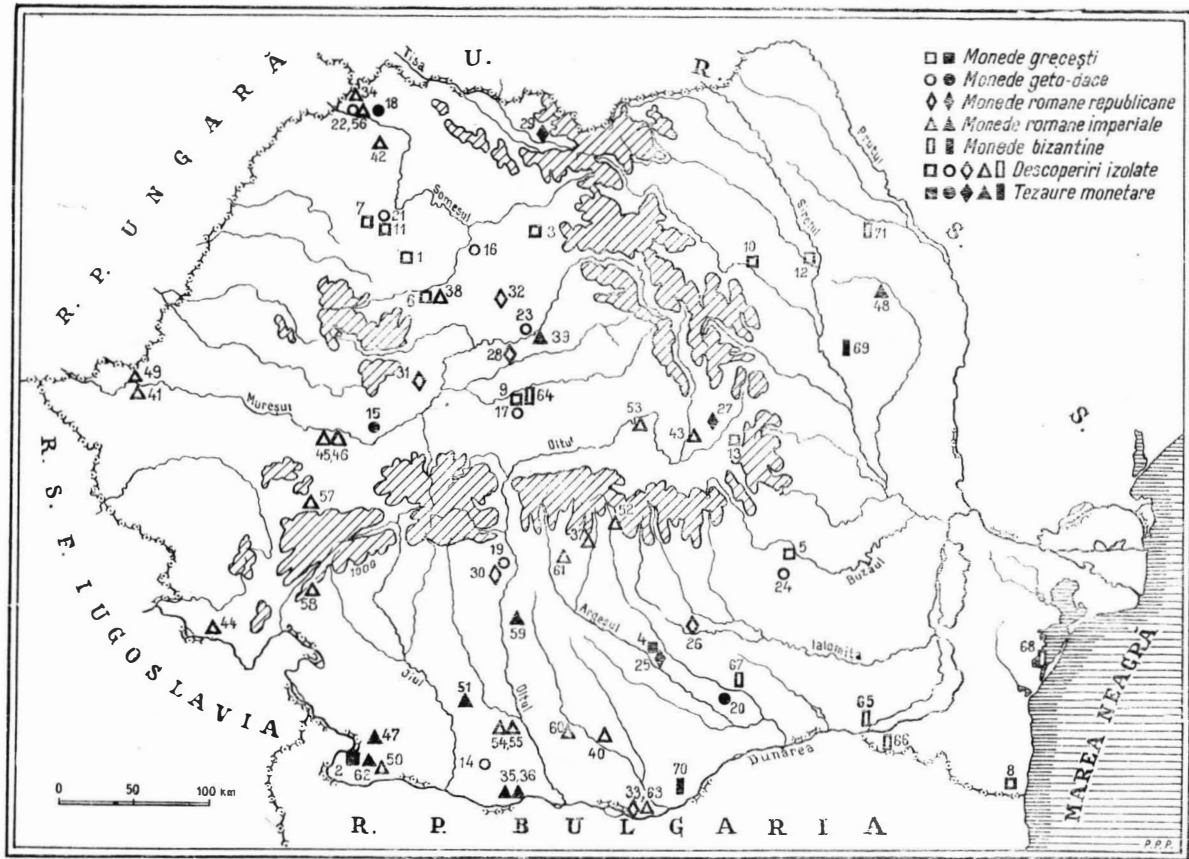 U. R. S. S.
R. P. UNGARĂ
R. S. F. IUGOSLAVIA
R. P. BULGARIA
MAREA NEAGRĂ
Monede grecești
Monede geto-dace
Monede romane republicane
Monede romane imperiale
Monede bizantine
Descoperiri izolate
Tezaure monetare
Tisa
Prutul
34
22,56
18
42
29
Someșul
Siretul
7
21
11
3
71
1
16
10
12
6
38
32
48
23
39
69
28
49
41
31
Mureșul
9
64
17
15
53
27
43
13
45,46
Oltul
57
52
37
5
19
61
1000
30
24
Buzăul
58
44
59
Argeșul
4
26
25
Ialomița
68
Jiul
Oltul
67
51
20
65
47
54,55
60
40
66
2
62
50
14
Dunărea
70
8
35,36
33,63
0 50 100 km
P.P.P.